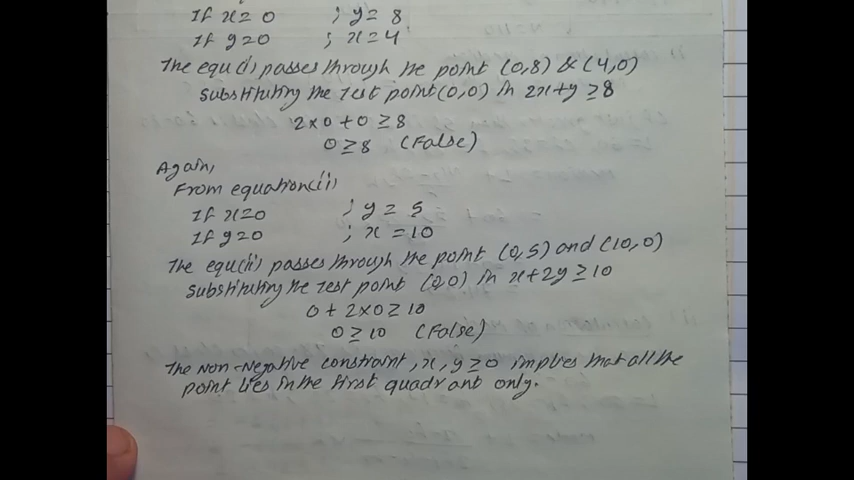 If x = 0 ; y = 8
If y = 0 ; x = 4
The equ(i) passes through the point (0,8) & (4,0)
Substituting the test point (0,0) in 2x+y ≥ 8
2×0 + 0 ≥ 8
0 ≥ 8 (False)
Again,
From equation(ii)
If x = 0 ; y = 5
If y = 0 ; x = 10
The equ(ii) passes through the point (0,5) and (10,0)
Substituting the test point (0,0) in x+2y ≥ 10
0 + 2×0 ≥ 10
0 ≥ 10 (False)
The Non-Negative constraint, x, y ≥ 0 implies that all the
point lies in the first quadrant only.